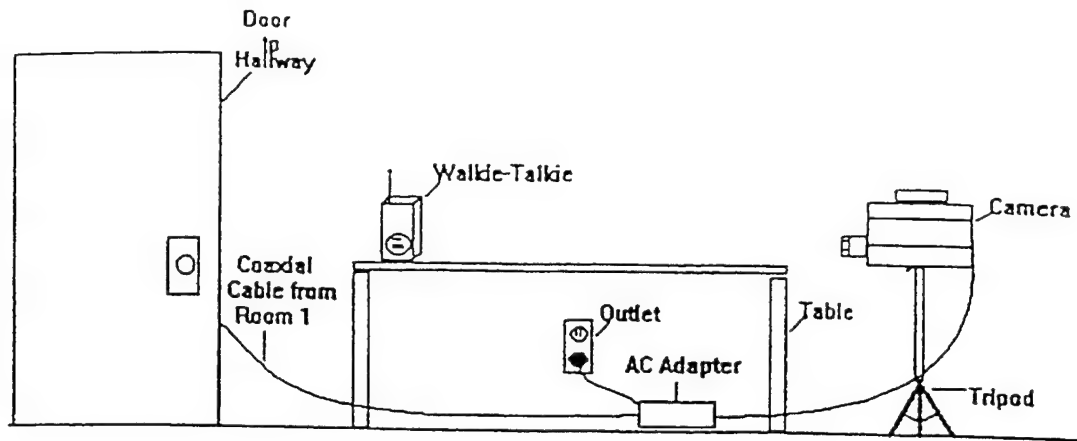 Door
to
Hallway
Walkie-Talkie
Camera
Coaxial
Cable from
Room 1
Outlet
Table
AC Adapter
Tripod